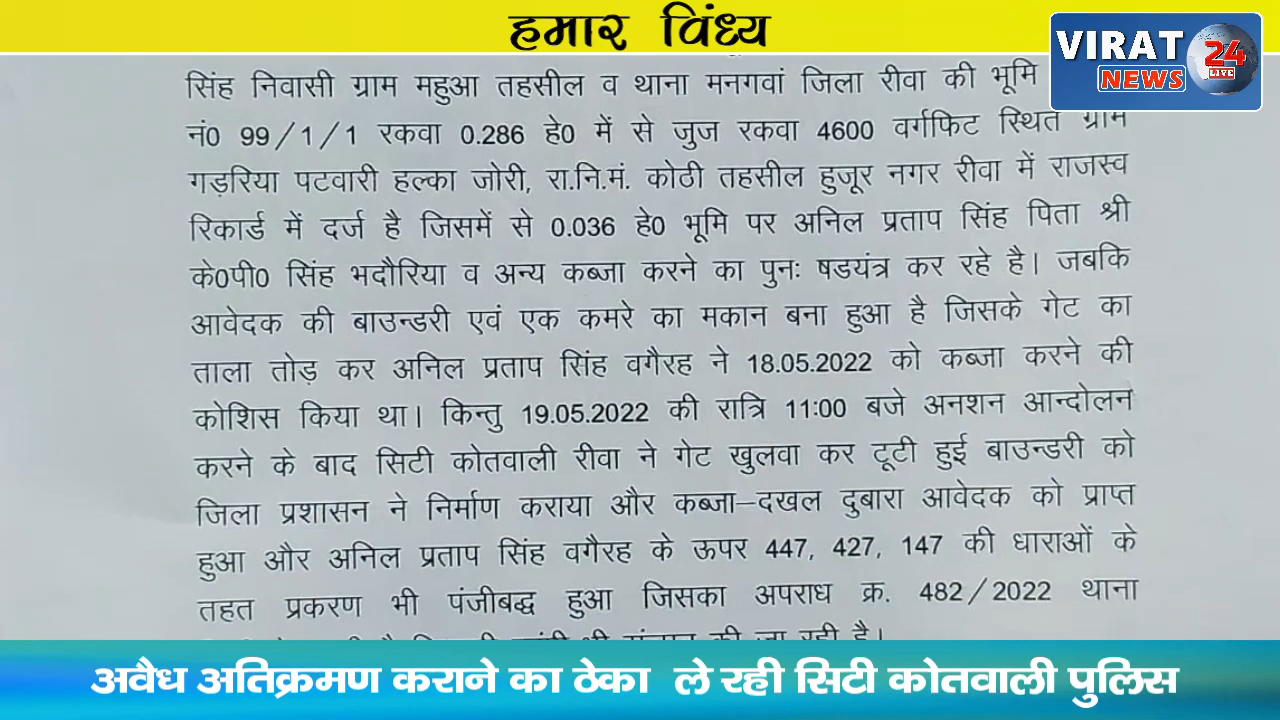 हमार विंध्य
VIRAT
24
NEWS
LIVE
सिंह निवासी ग्राम महुआ तहसील व थाना मनगवां जिला रीवा की भूमि
नं0 99/1/1 रकवा 0.286 हे0 में से जुज रकवा 4600 वर्गफिट स्थित ग्राम
गड़रिया पटवारी हल्का जोरी, रा.नि.मं. कोठी तहसील हुजूर नगर रीवा में राजस्व
रिकार्ड में दर्ज है जिसमें से 0.036 हे0 भूमि पर अनिल प्रताप सिंह पिता श्री
के0पी0 सिंह भदौरिया व अन्य कब्जा करने का पुनः षडयंत्र कर रहे है। जबकि
आवेदक की बाउन्डरी एवं एक कमरे का मकान बना हुआ है जिसके गेट का
ताला तोड़ कर अनिल प्रताप सिंह वगैरह ने 18.05.2022 को कब्जा करने की
कोशिस किया था। किन्तु 19.05.2022 की रात्रि 11:00 बजे अनशन आन्दोलन
करने के बाद सिटी कोतवाली रीवा ने गेट खुलवा कर टूटी हुई बाउन्डरी को
जिला प्रशासन ने निर्माण कराया और कब्जा–दखल दुबारा आवेदक को प्राप्त
हुआ और अनिल प्रताप सिंह वगैरह के ऊपर 447, 427, 147 की धाराओं के
तहत प्रकरण भी पंजीबद्ध हुआ जिसका अपराध क्र. 482/2022 थाना
की जा रही है।
अवैध अतिक्रमण कराने का ठेका ले रही सिटी कोतवाली पुलिस